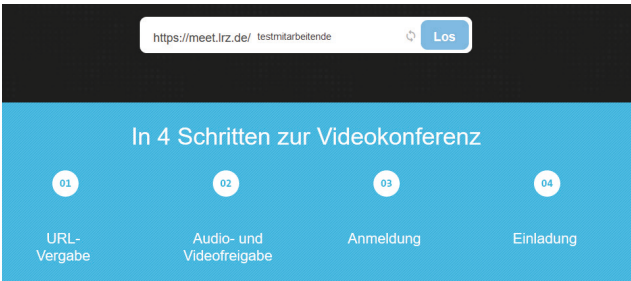 https://meet.lrz.de/ testmitarbeitende Los
In 4 Schritten zur Videokonferenz
01 02 03 04
URL- Audio- und Anmeldung Einladung
Vergabe Videofreigabe